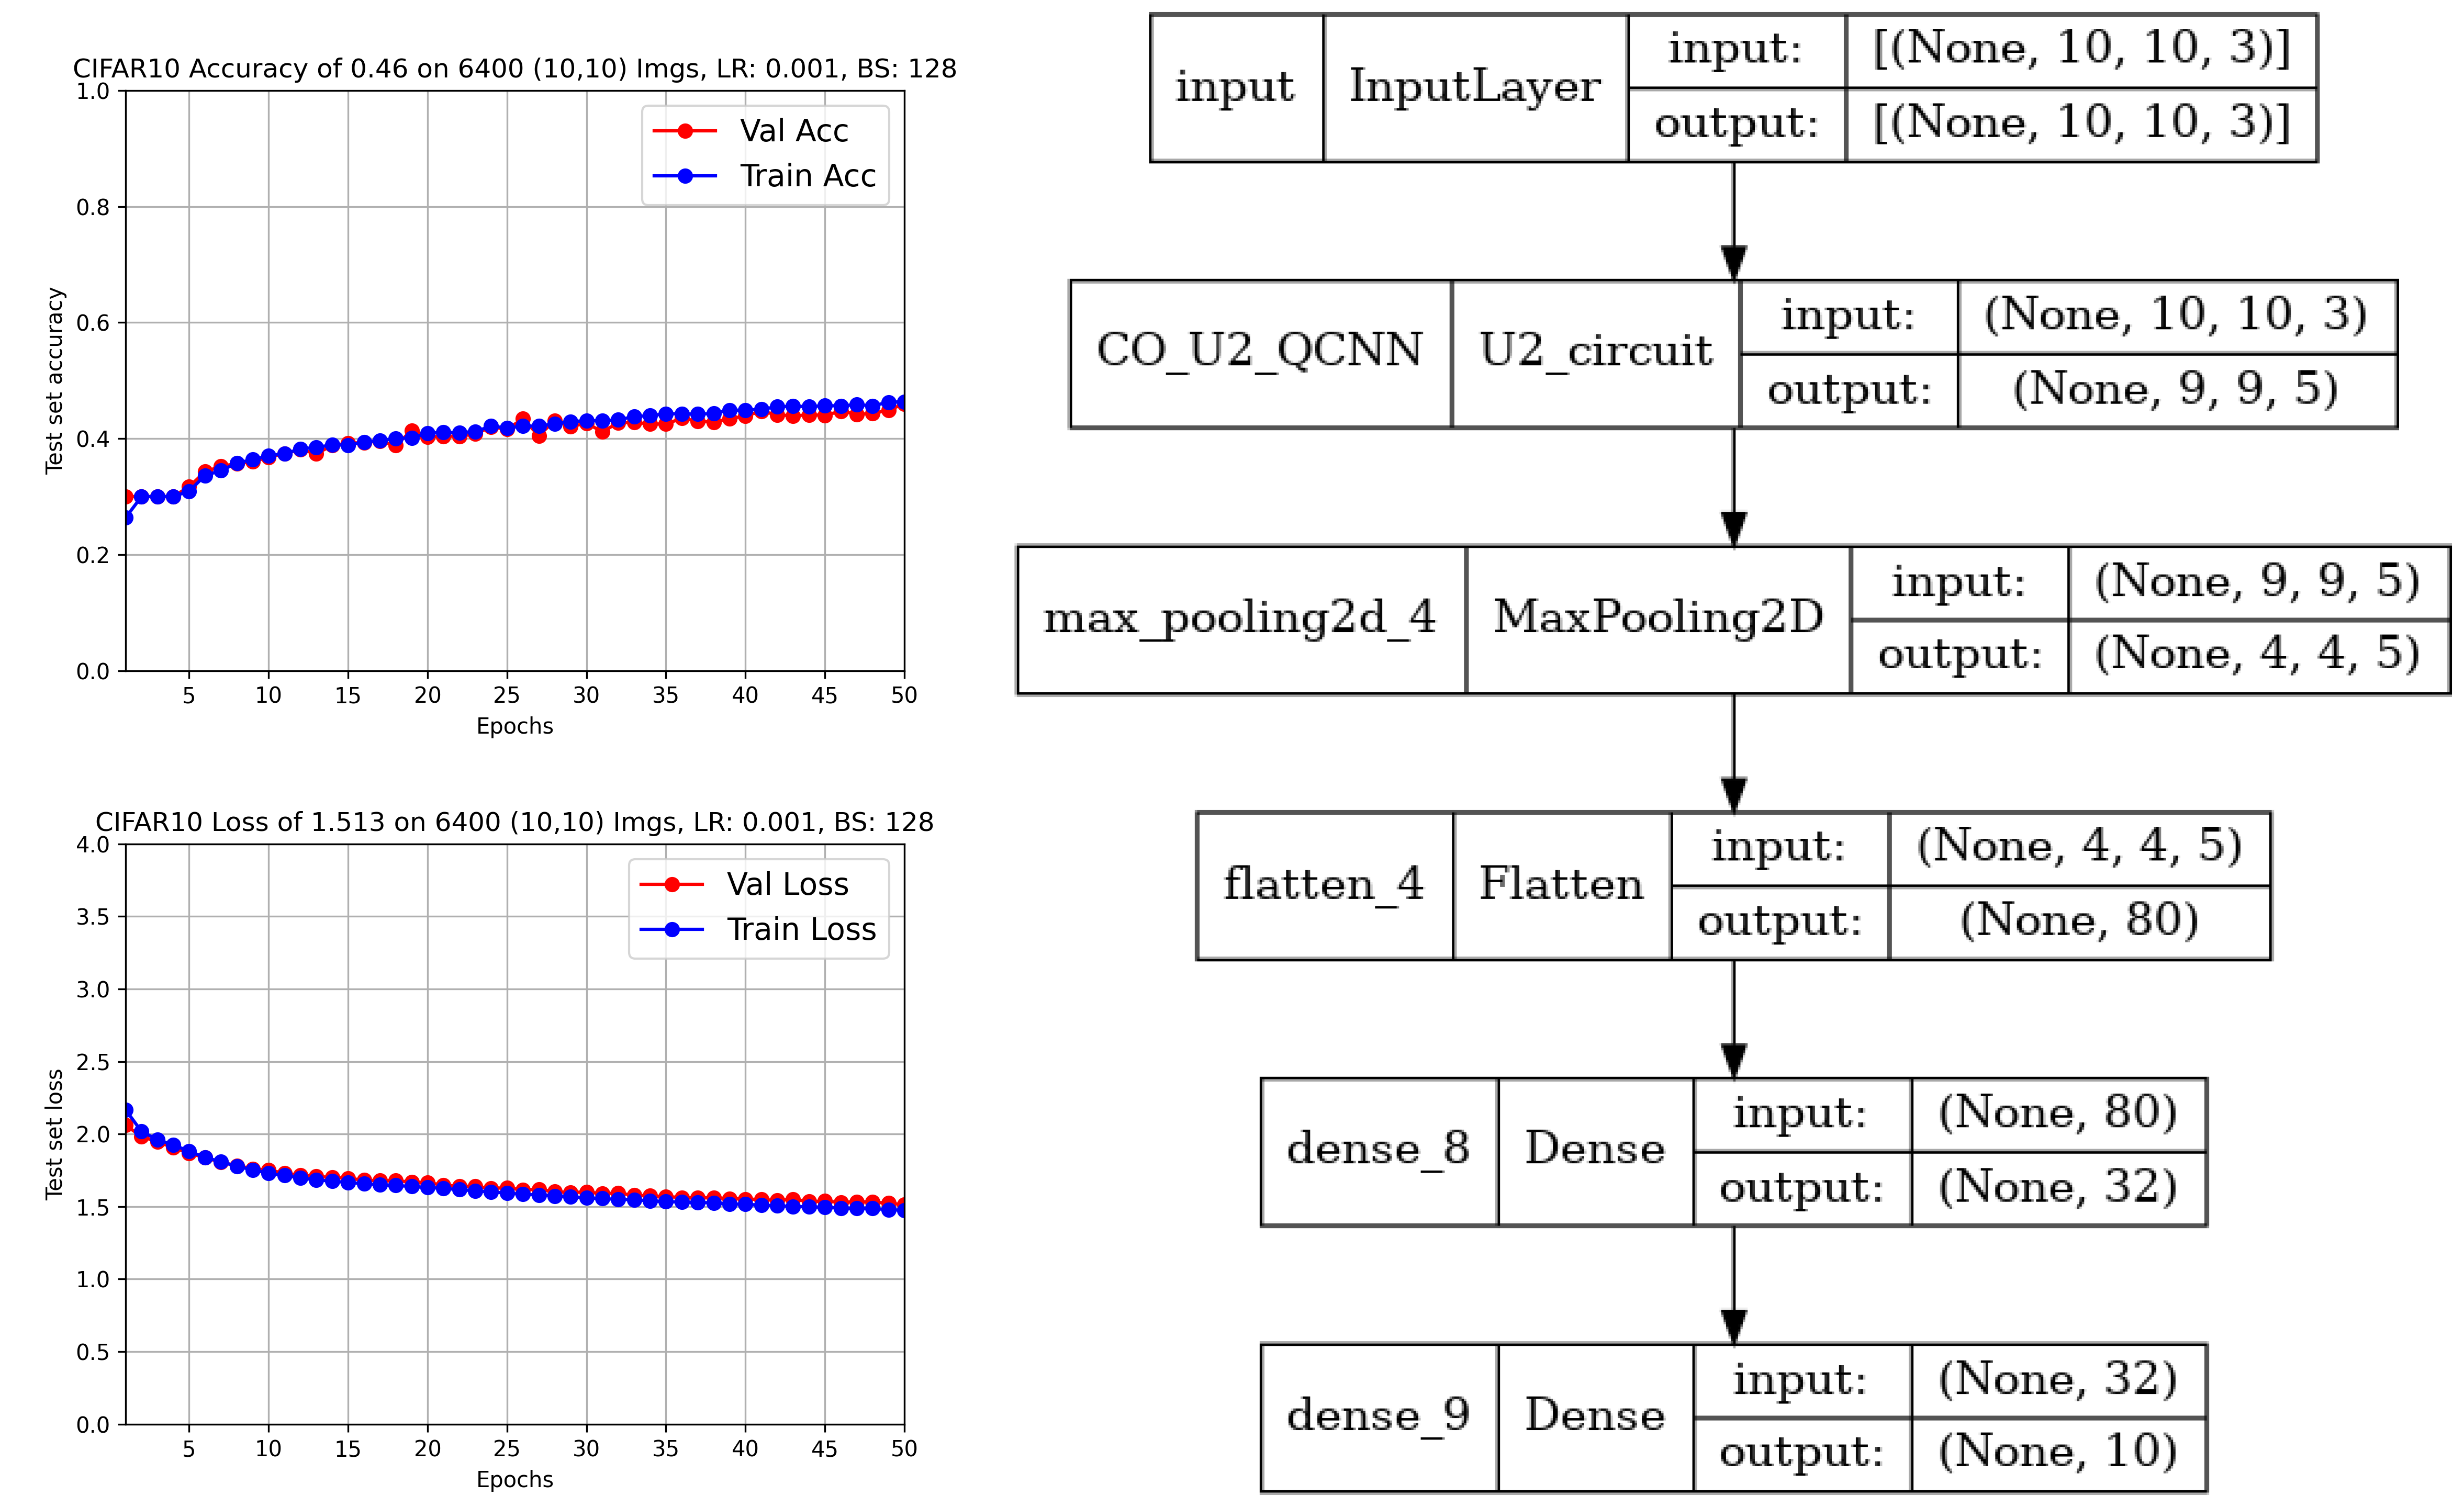 CIFAR10 Accuracy of 0.46 on 6400 (10,10) Imgs, LR: 0.001, BS: 128
1.0
0.8
0.6
0.4
0.2
0.0
Test set accuracy
Val Acc
Train Acc
5 10 15 20 25 30 35 40 45 50
Epochs
CIFAR10 Loss of 1.513 on 6400 (10,10) Imgs, LR: 0.001, BS: 128
4.0
3.5
3.0
2.5
2.0
1.5
1.0
0.5
0.0
Test set loss
Val Loss
Train Loss
5 10 15 20 25 30 35 40 45 50
Epochs
input InputLayer
input: [(None, 10, 10, 3)]
output: [(None, 10, 10, 3)]
CO_U2_QCNN U2_circuit
input: (None, 10, 10, 3)
output: (None, 9, 9, 5)
max_pooling2d_4 MaxPooling2D
input: (None, 9, 9, 5)
output: (None, 4, 4, 5)
flatten_4 Flatten
input: (None, 4, 4, 5)
output: (None, 80)
dense_8 Dense
input: (None, 80)
output: (None, 32)
dense_9 Dense
input: (None, 32)
output: (None, 10)